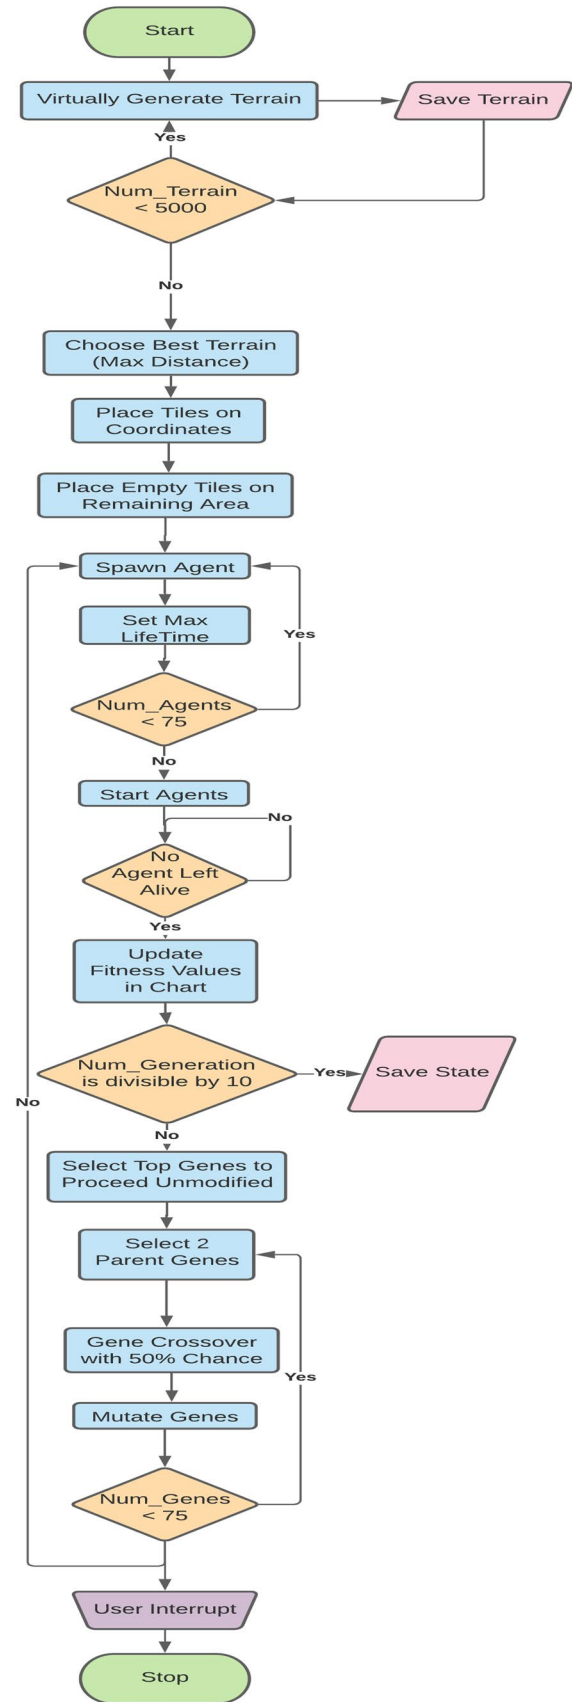 Start
Virtually Generate Terrain
Save Terrain
Yes
Num_Terrain
< 5000
No
Choose Best Terrain
(Max Distance)
Place Tiles on
Coordinates
Place Empty Tiles on
Remaining Area
Spawn Agent
Set Max
LifeTime
Yes
Num_Agents
< 75
No
Start Agents
No
No
Agent Left
Alive
Yes
Update
Fitness Values
in Chart
Num_Generation
is divisible by 10
Yes
Save State
No
No
Select Top Genes to
Proceed Unmodified
Select 2
Parent Genes
Gene Crossover
with 50% Chance
Yes
Mutate Genes
Num_Genes
< 75
User Interrupt
Stop